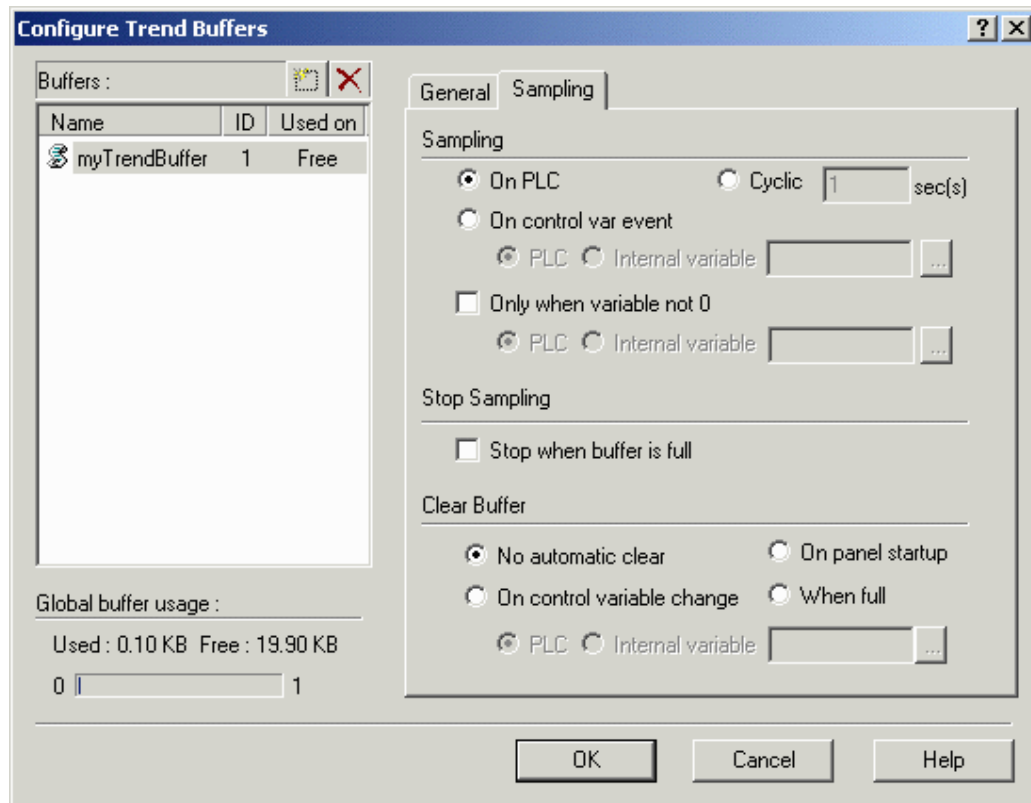 Configure Trend Buffers
Buffers :
Name ID Used on
myTrendBuffer 1 Free
Global buffer usage :
Used : 0.10 KB Free : 19.90 KB
0 1
General Sampling
Sampling
On PLC Cyclic 1 sec(s)
On control var event
PLC Internal variable ...
Only when variable not 0
PLC Internal variable ...
Stop Sampling
Stop when buffer is full
Clear Buffer
No automatic clear On panel startup
On control variable change When full
PLC Internal variable ...
OK Cancel Help